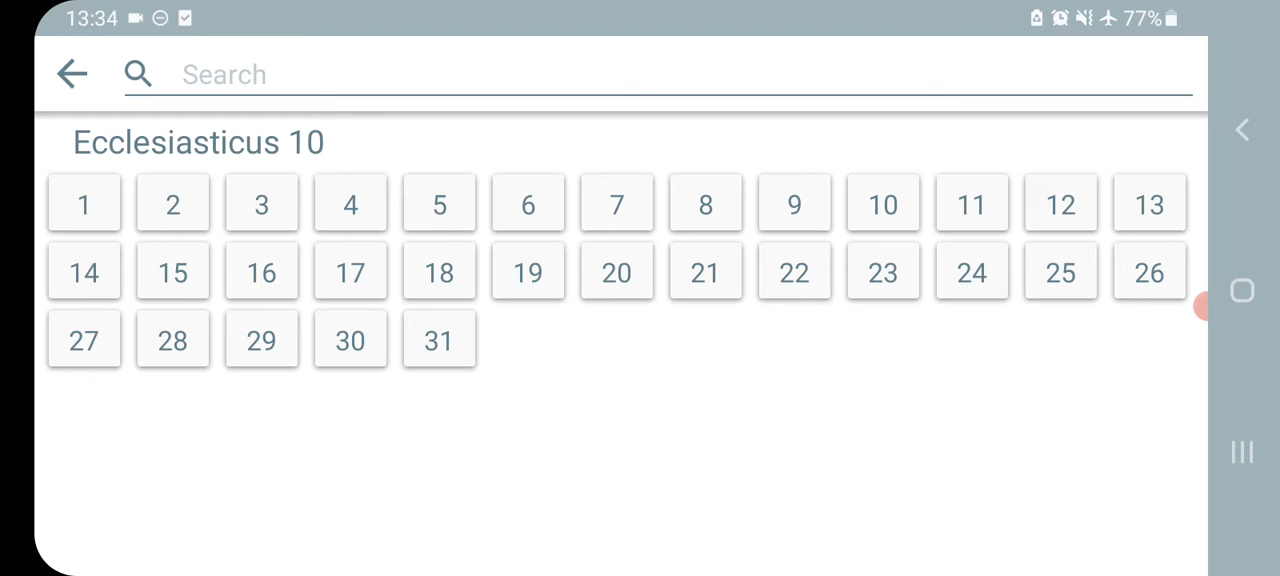 13:34 77%
Search
Ecclesiasticus 10
1 2 3 4 5 6 7 8 9 10 11 12 13
14 15 16 17 18 19 20 21 22 23 24 25 26
27 28 29 30 31